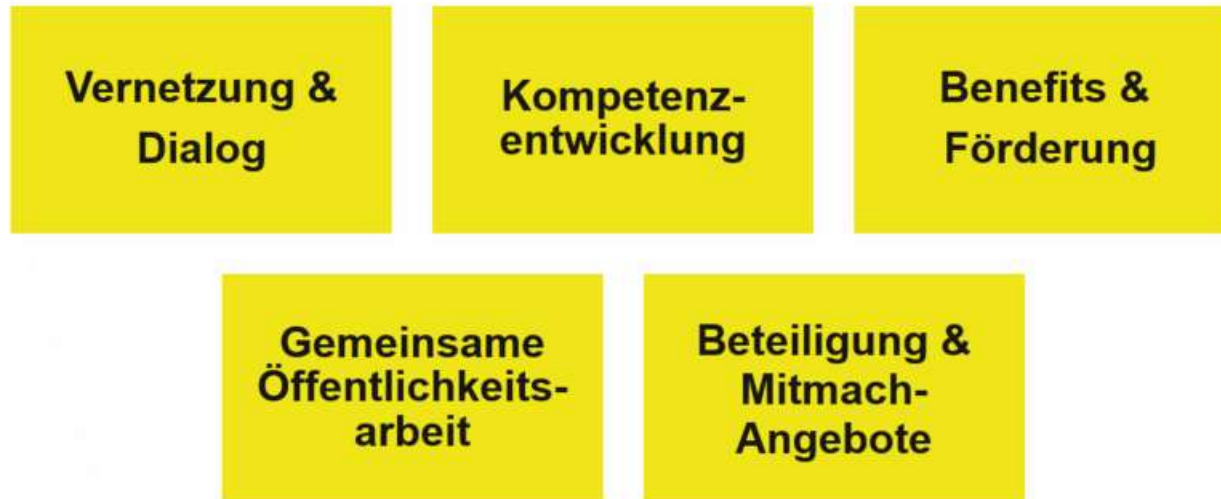 Vernetzung &
Dialog
Kompetenz-
entwicklung
Benefits &
Förderung
Gemeinsame
Öffentlichkeits-
arbeit
Beteiligung &
Mitmach-
Angebote